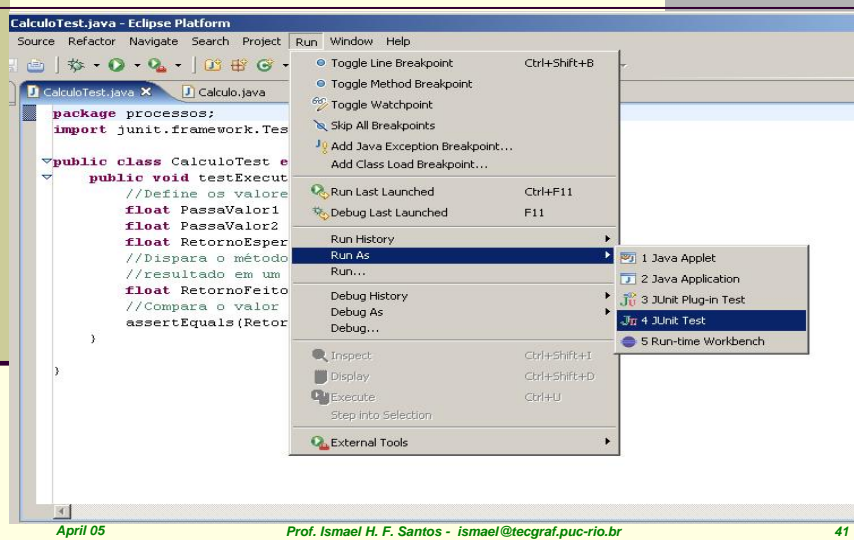 CalculoTest.java - Eclipse Platform
Source Refactor Navigate Search Project Run Window Help
CalculoTest.java
Calculo.java
package processos;
import junit.framework.Tes
public class CalculoTest e
public void testExecut
//Define os valore
float PassaValor1
float PassaValor2
float RetornoEsper
//Dispara o método
//resultado em um
float RetornoFeito
//Compara o valor
assertEquals(Retor
}
}
Toggle Line Breakpoint Ctrl+Shift+B
Toggle Method Breakpoint
Toggle Watchpoint
Skip All Breakpoints
Add Java Exception Breakpoint...
Add Class Load Breakpoint...
Run Last Launched Ctrl+F11
Debug Last Launched F11
Run History
Run As
Run...
Debug History
Debug As
Debug...
Inspect Ctrl+Shift+I
Display Ctrl+Shift+D
Execute Ctrl+U
Step into Selection
External Tools
1 Java Applet
2 Java Application
3 JUnit Plug-in Test
4 JUnit Test
5 Run-time Workbench
April 05 Prof. Ismael H. F. Santos - ismael@tecgraf.puc-rio.br 41